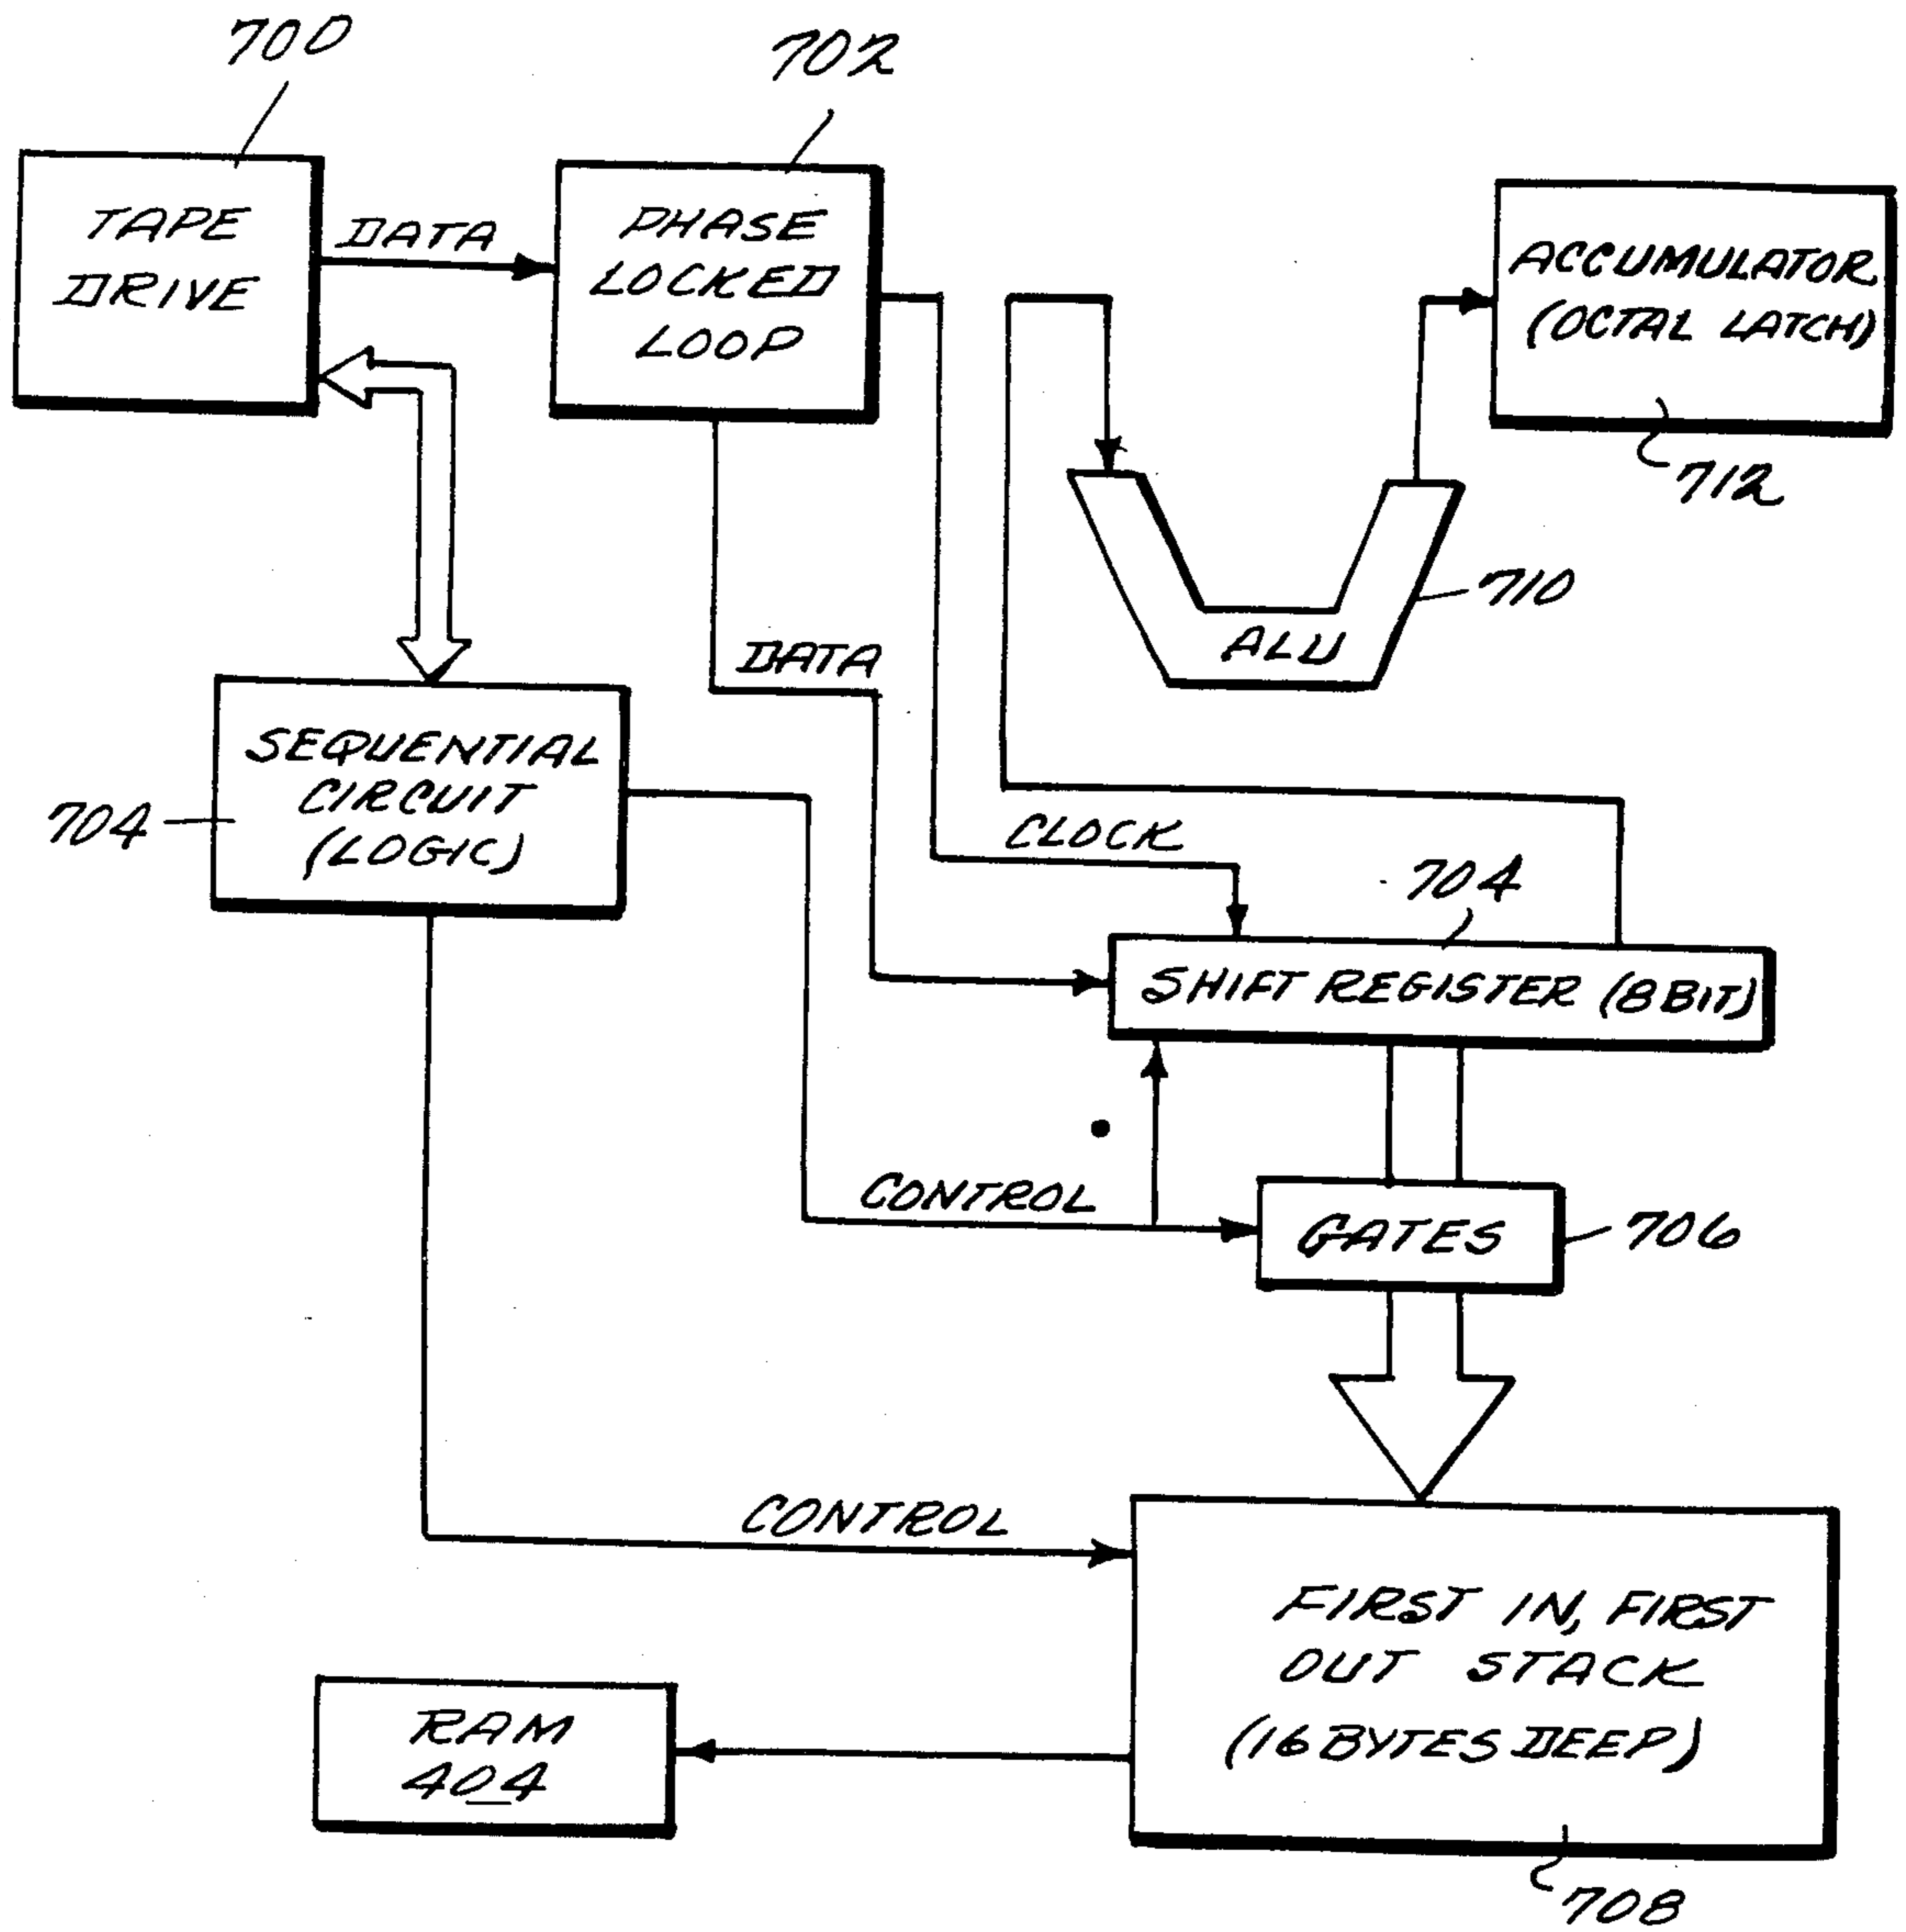 700
702
TAPE
DRIVE
DATA
PHASE
LOCKED
LOOP
ACCUMULATOR
(OCTAL LATCH)
712
710
ALU
DATA
SEQUENTIAL
CIRCUIT
(LOGIC)
704
CLOCK
704
SHIFT REGISTER (8 BIT)
CONTROL
GATES
706
CONTROL
FIRST IN, FIRST
OUT STACK
(16 BYTES DEEP)
RAM
404
708